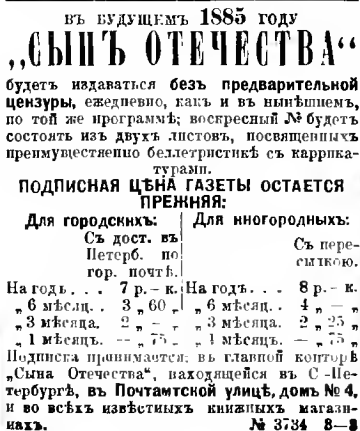 ВЪ БУДУЩЕМЪ 1885 ГОДУ
„СЫНЪ ОТЕЧЕСТВА“
будетъ издаваться безъ предварительной
цензуры, ежедневно, какъ и въ нынѣшнемъ,
по той же программѣ; воскресный № будетъ
состоять изъ двухъ листовъ, посвященныхъ
преимущественно беллетристикѣ съ каррика-
турами.
ПОДПИСНАЯ ЦѢНА ГАЗЕТЫ ОСТАЕТСЯ
ПРЕЖНЯЯ:
Для городскихъ: Для иногородныхъ:
Съ дост. въ Петерб. по гор. почтѣ. Съ пере-сылкою.
На годъ. . . 7 р. – к. На годъ. . . 8 р. – к.
„ 6 мѣсяц. . 3 „ 60 „ „ 6 мѣсяц. . 4 „ – „
„ 3 мѣсяца. 2 „ – „ „ 3 мѣсяца. 2 „ 25 „
„ 1 мѣсяцъ. – „ 75 „ „ 1 мѣсяцъ. – „ 75 „
Подписка принимается: въ главной конторѣ
„Сына Отечества“, находящейся въ С-Пе-
тербургѣ, въ Почтамтской улицѣ, домъ № 4,
и во всѣхъ извѣстныхъ книжныхъ магази-
нахъ. № 3734 8–8